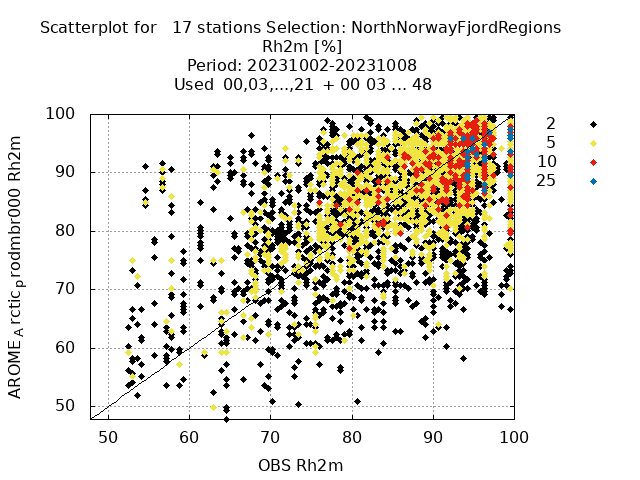 Scatterplot for   17 stations Selection: NorthNorwayFjordRegions
Rh2m [%]
Period: 20231002-20231008
Used  00,03,...,21  + 00 03 ... 48
100
90
80
70
60
50
AROME_Arctic_prodmbr000 Rh2m
50 60 70 80 90 100
OBS Rh2m
2
5
10
25